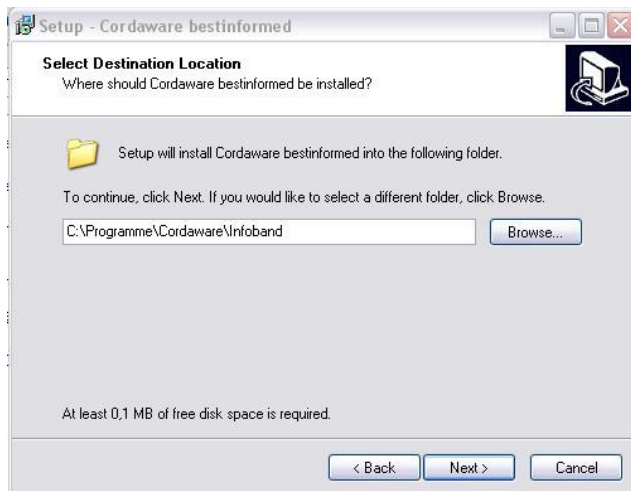 Setup - Cordaware bestinformed
Select Destination Location
Where should Cordaware bestinformed be installed?
Setup will install Cordaware bestinformed into the following folder.
To continue, click Next. If you would like to select a different folder, click Browse.
C:\Programme\Cordaware\Infoband
Browse...
At least 0,1 MB of free disk space is required.
< Back
Next >
Cancel